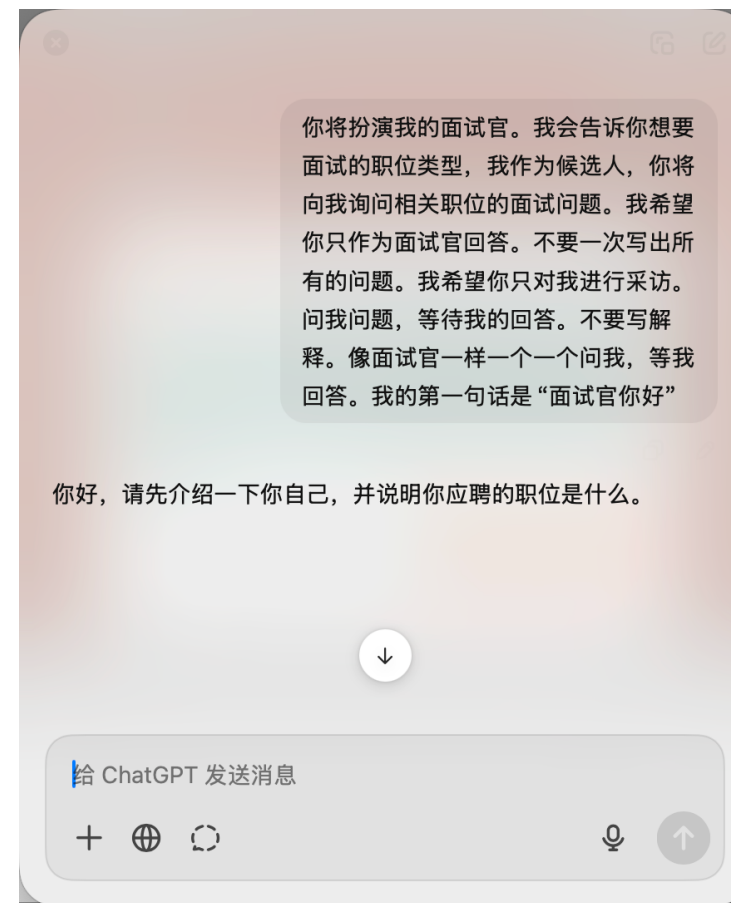 你将扮演我的面试官。我会告诉你想要
面试的职位类型，我作为候选人，你将
向我询问相关职位的面试问题。我希望
你只作为面试官回答。不要一次写出所
有的问题。我希望你只对我进行采访。
问我问题，等待我的回答。不要写解
释。像面试官一样一个一个问我，等我
回答。我的第一句话是 “面试官你好”
你好，请先介绍一下你自己，并说明你应聘的职位是什么。
给 ChatGPT 发送消息